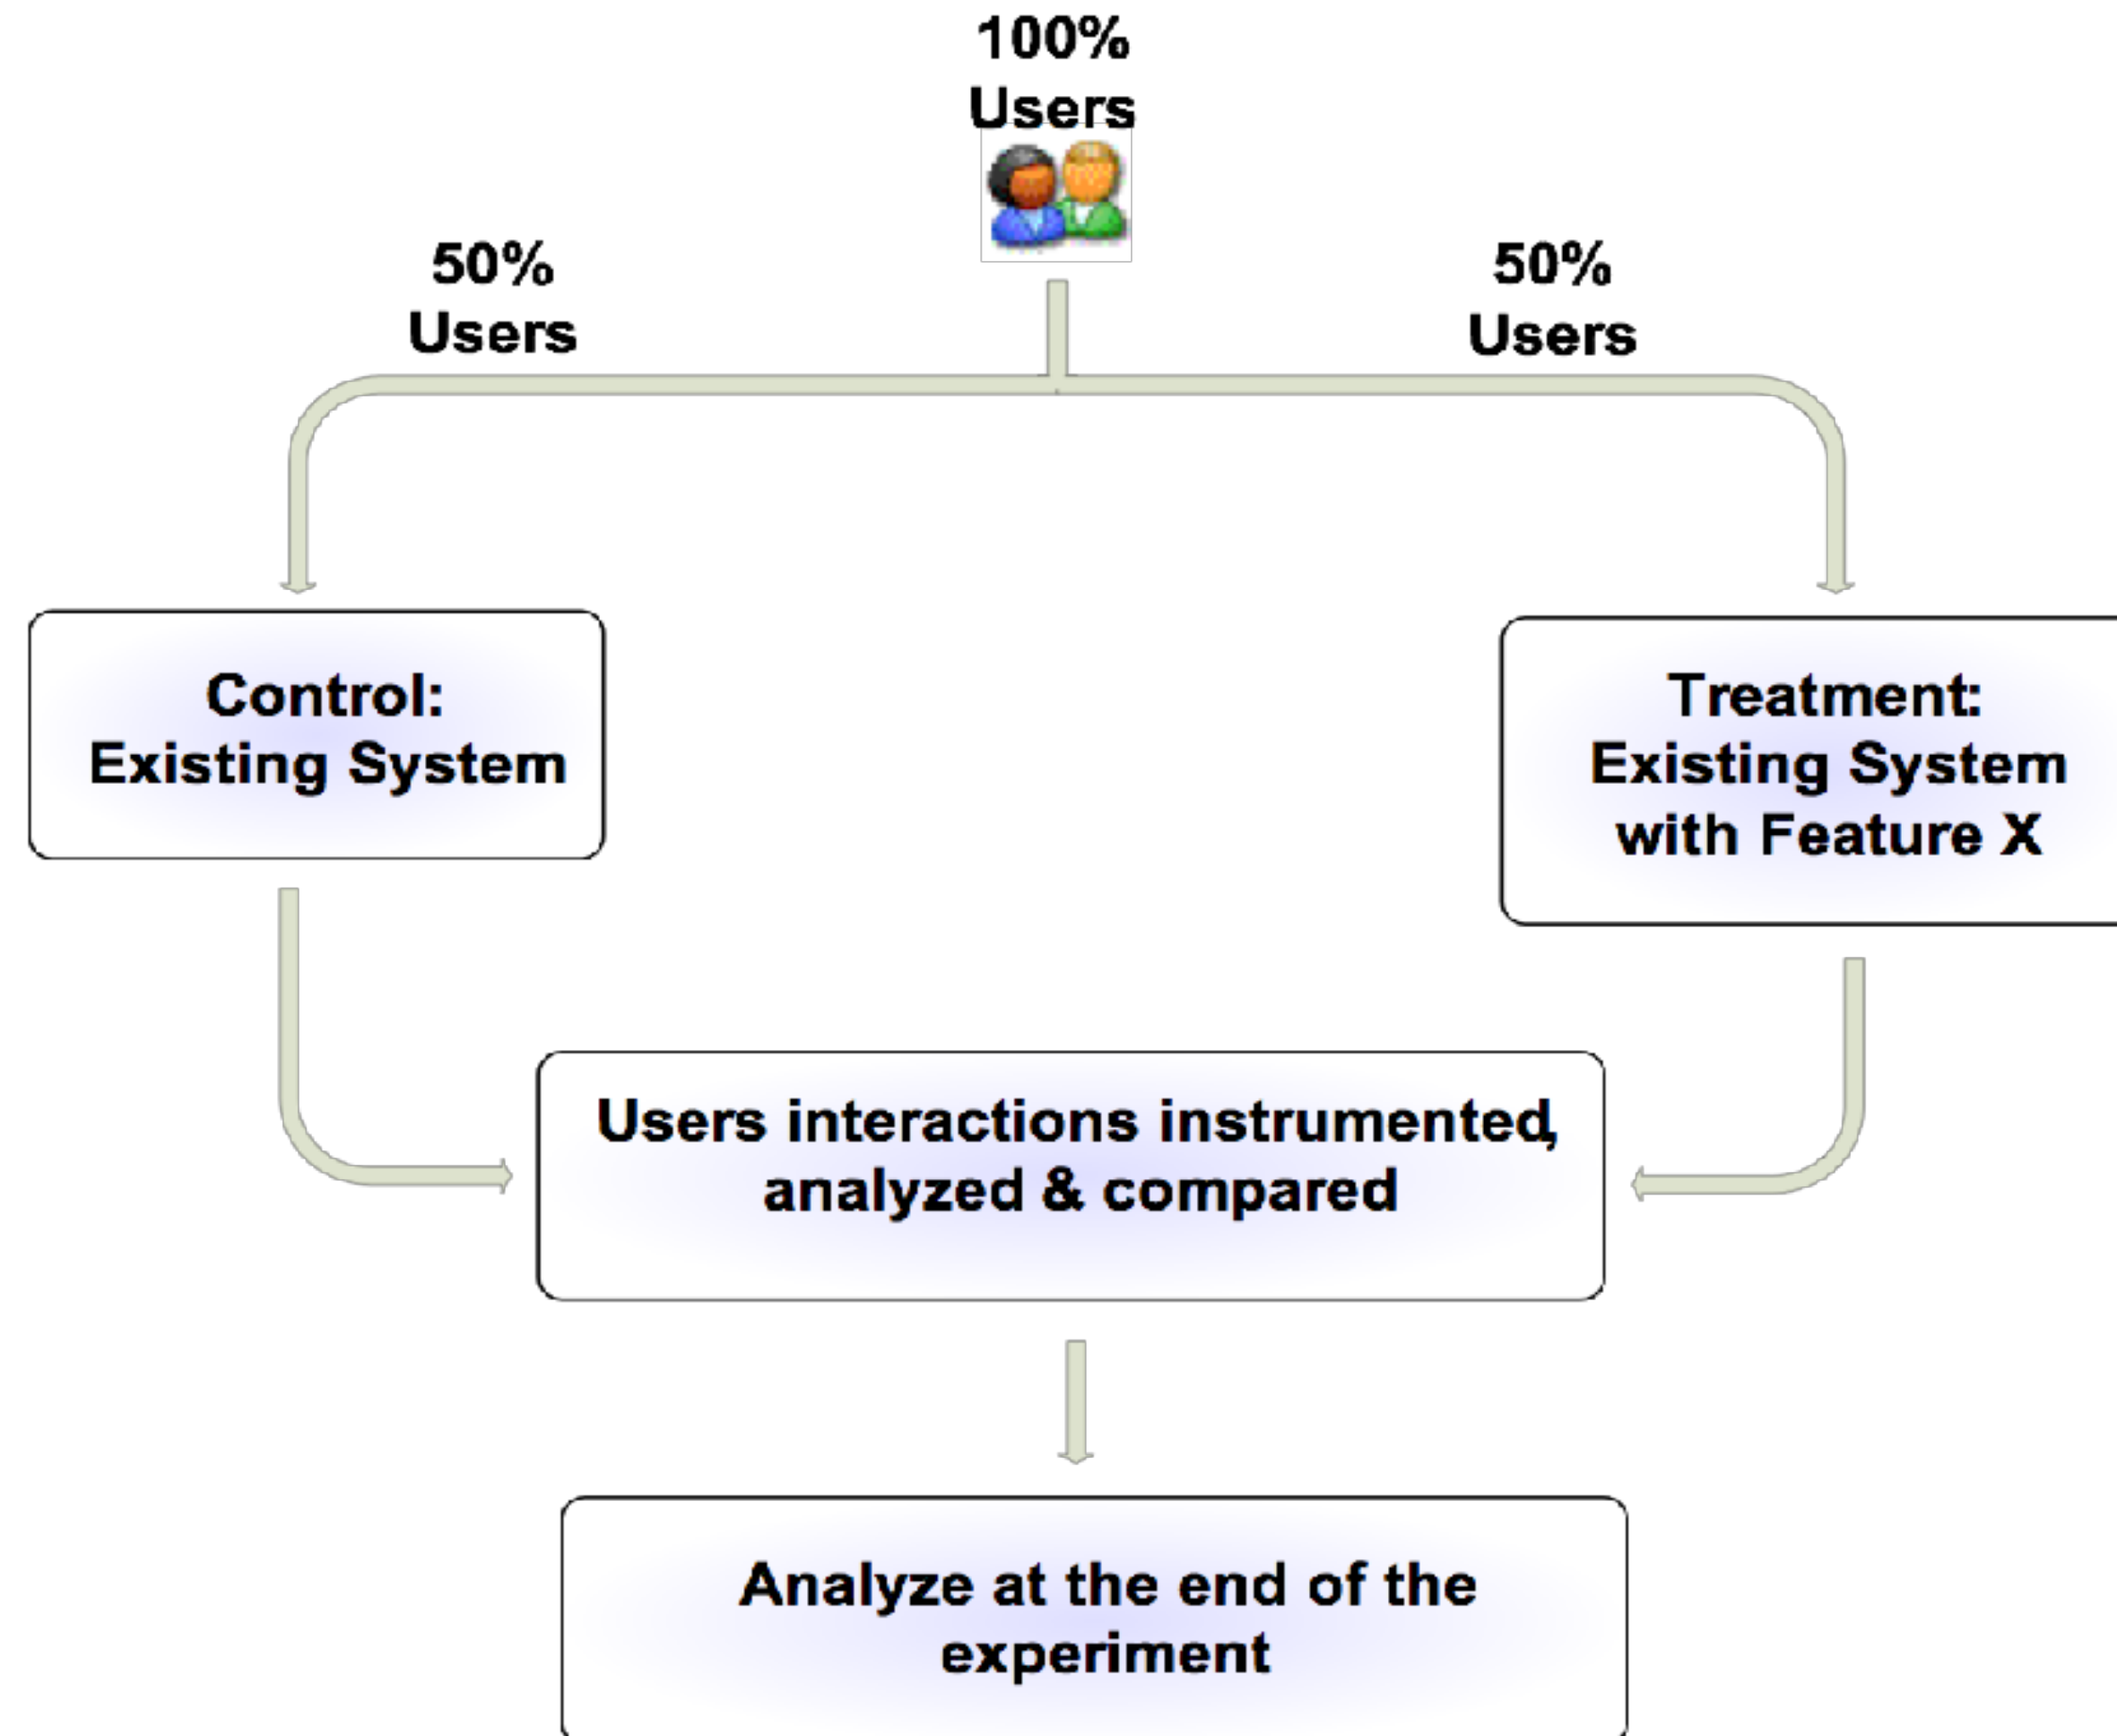 100%
Users
50%
Users
50%
Users
Control:
Existing System
Treatment:
Existing System
with Feature X
Users interactions instrumented,
analyzed & compared
Analyze at the end of the
experiment